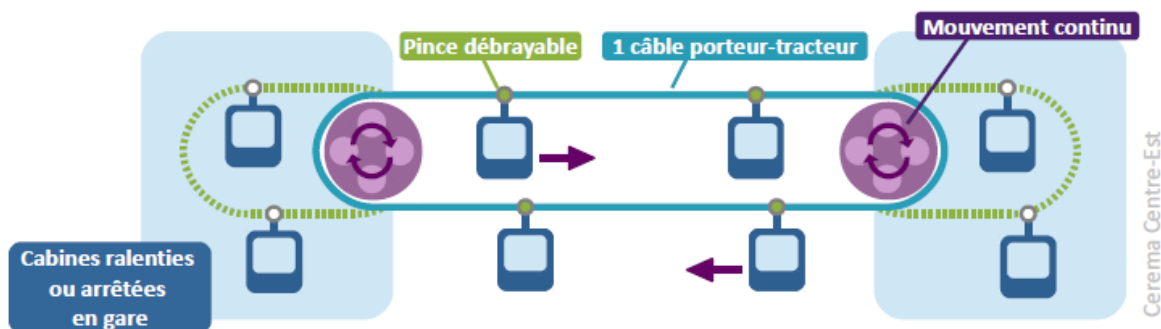 Pince débrayable
1 câble porteur-tracteur
Mouvement continu
Cabines ralenties
ou arrêtées
en gare
Cerema Centre-Est